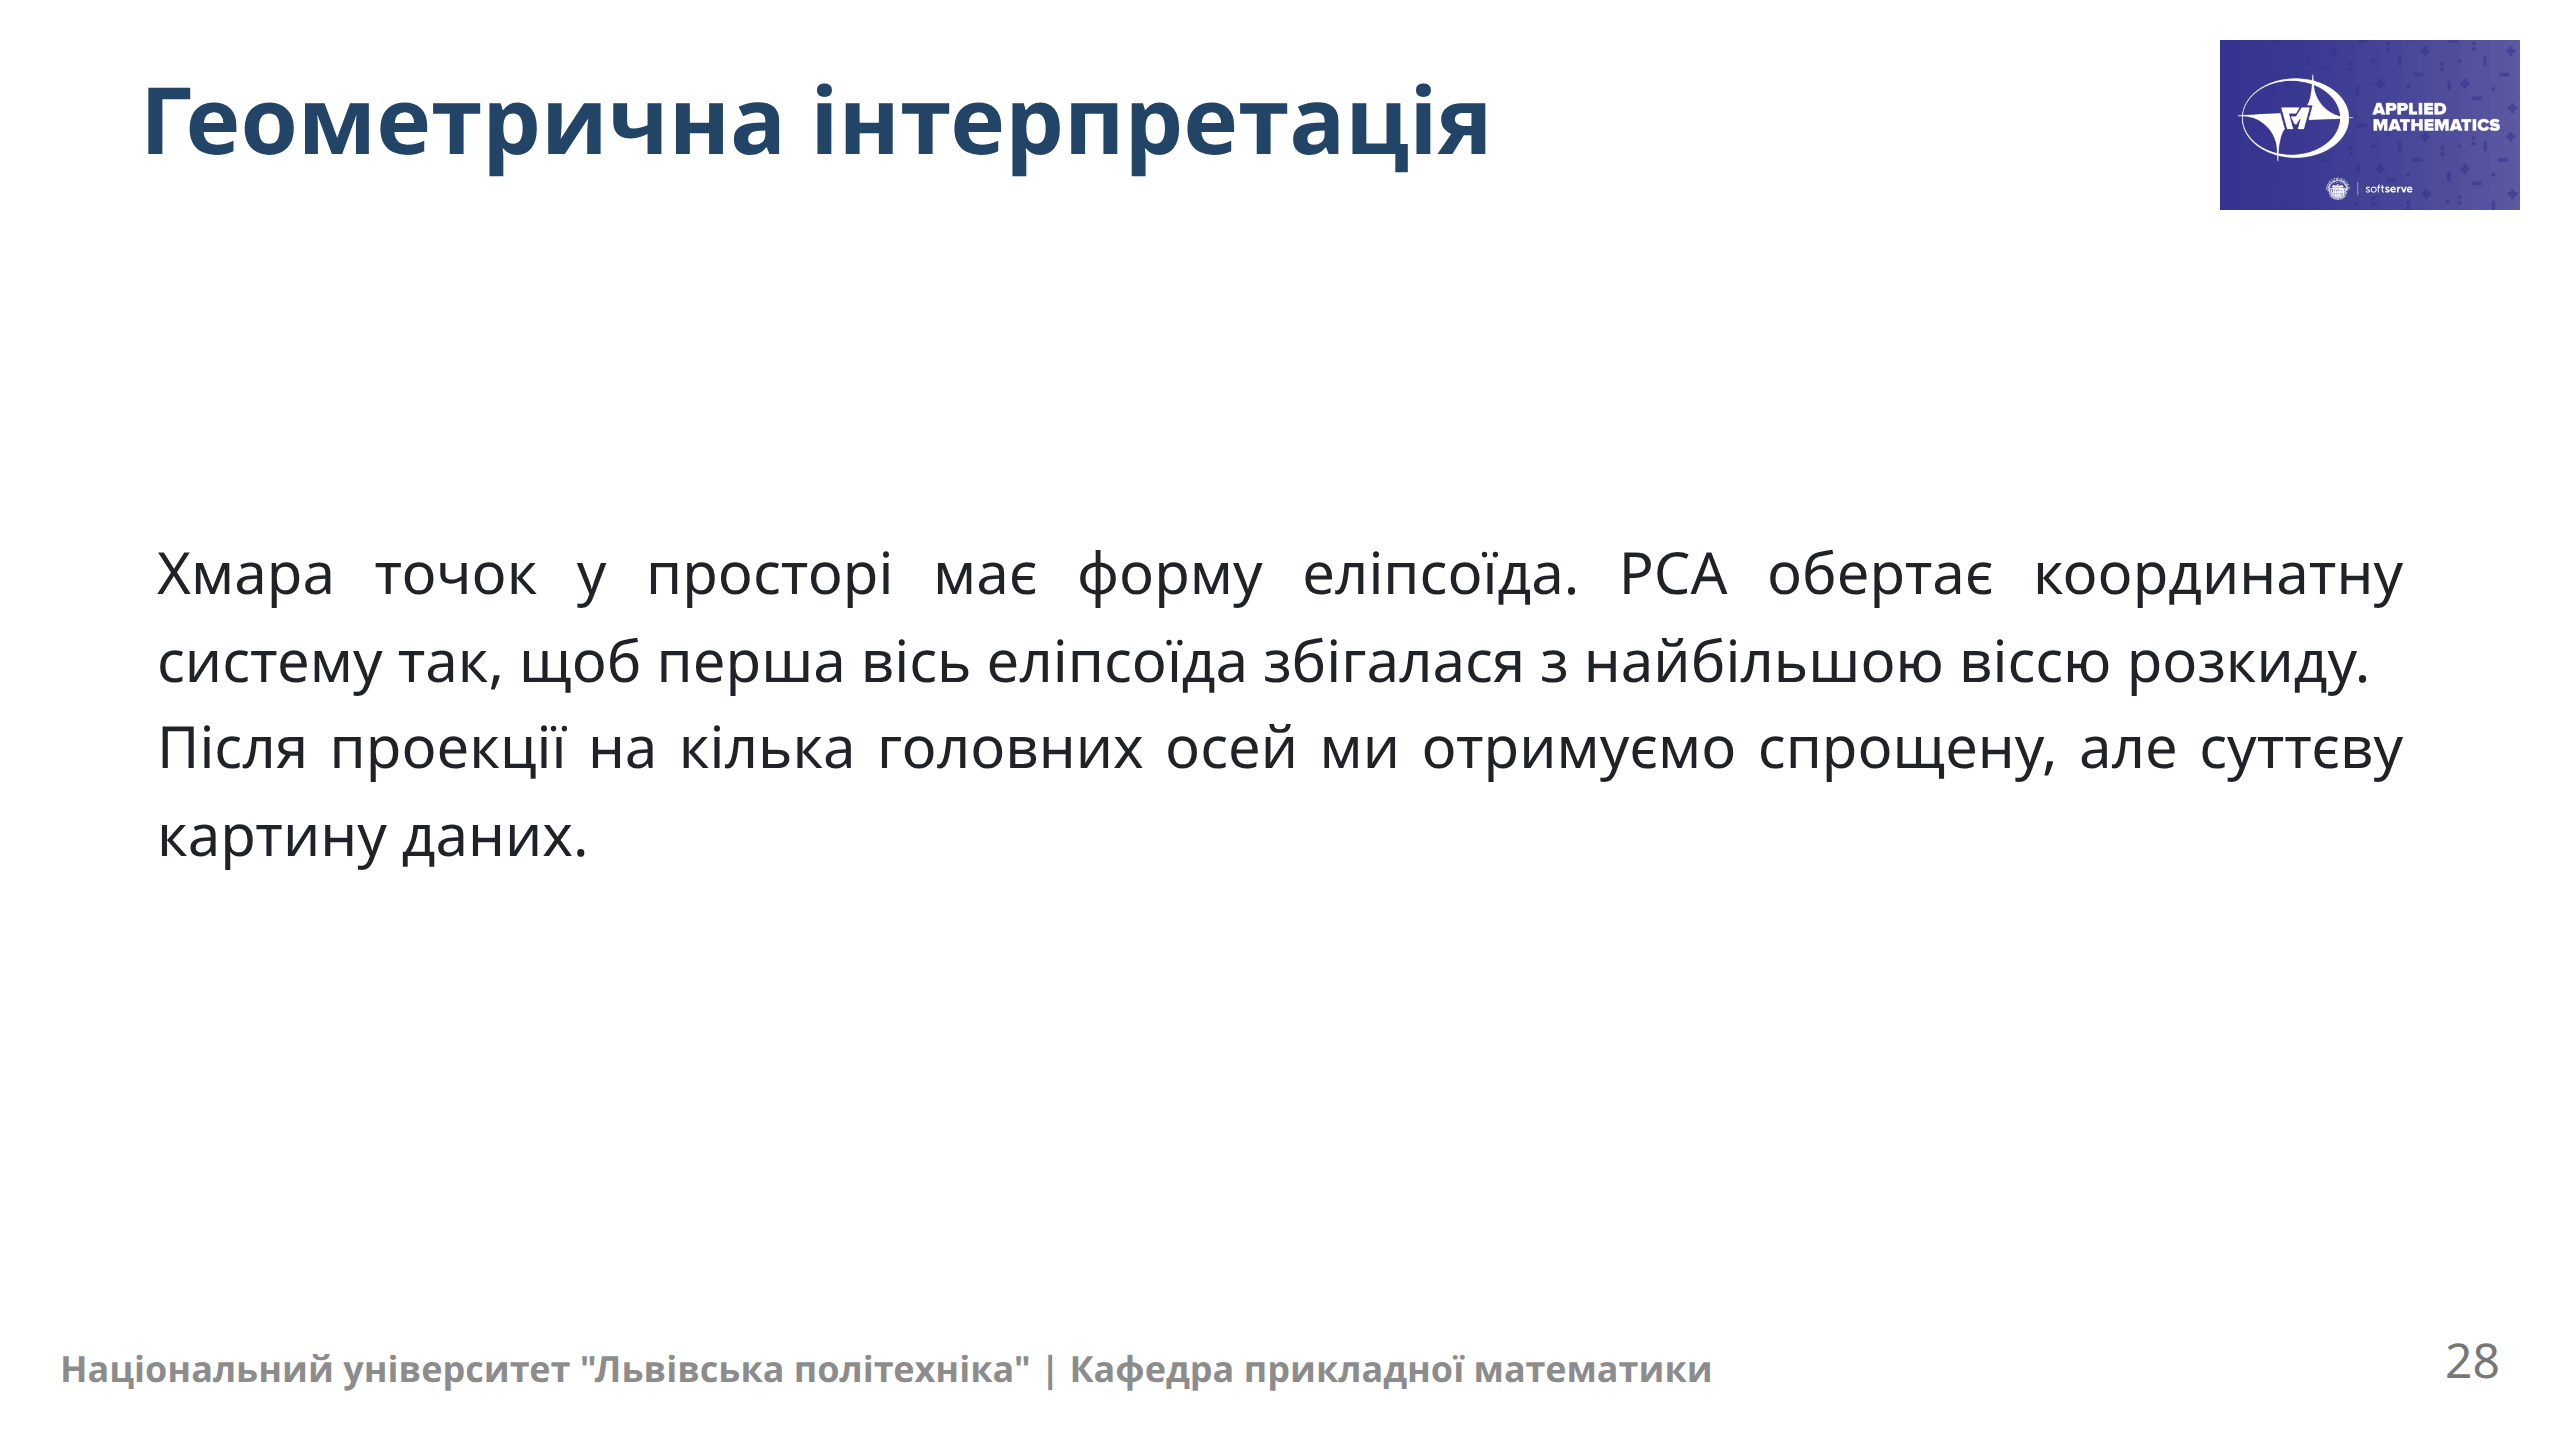 Геометрична інтерпретація
APPLIED
MATHEMATICS
softserve
Хмара точок у просторі має форму еліпсоїда. PCA обертає координатну
систему так, щоб перша вісь еліпсоїда збігалася з найбільшою віссю розкиду.
Після проекції на кілька головних осей ми отримуємо спрощену, але суттєву
картину даних.
Національний університет "Львівська політехніка" | Кафедра прикладної математики
28